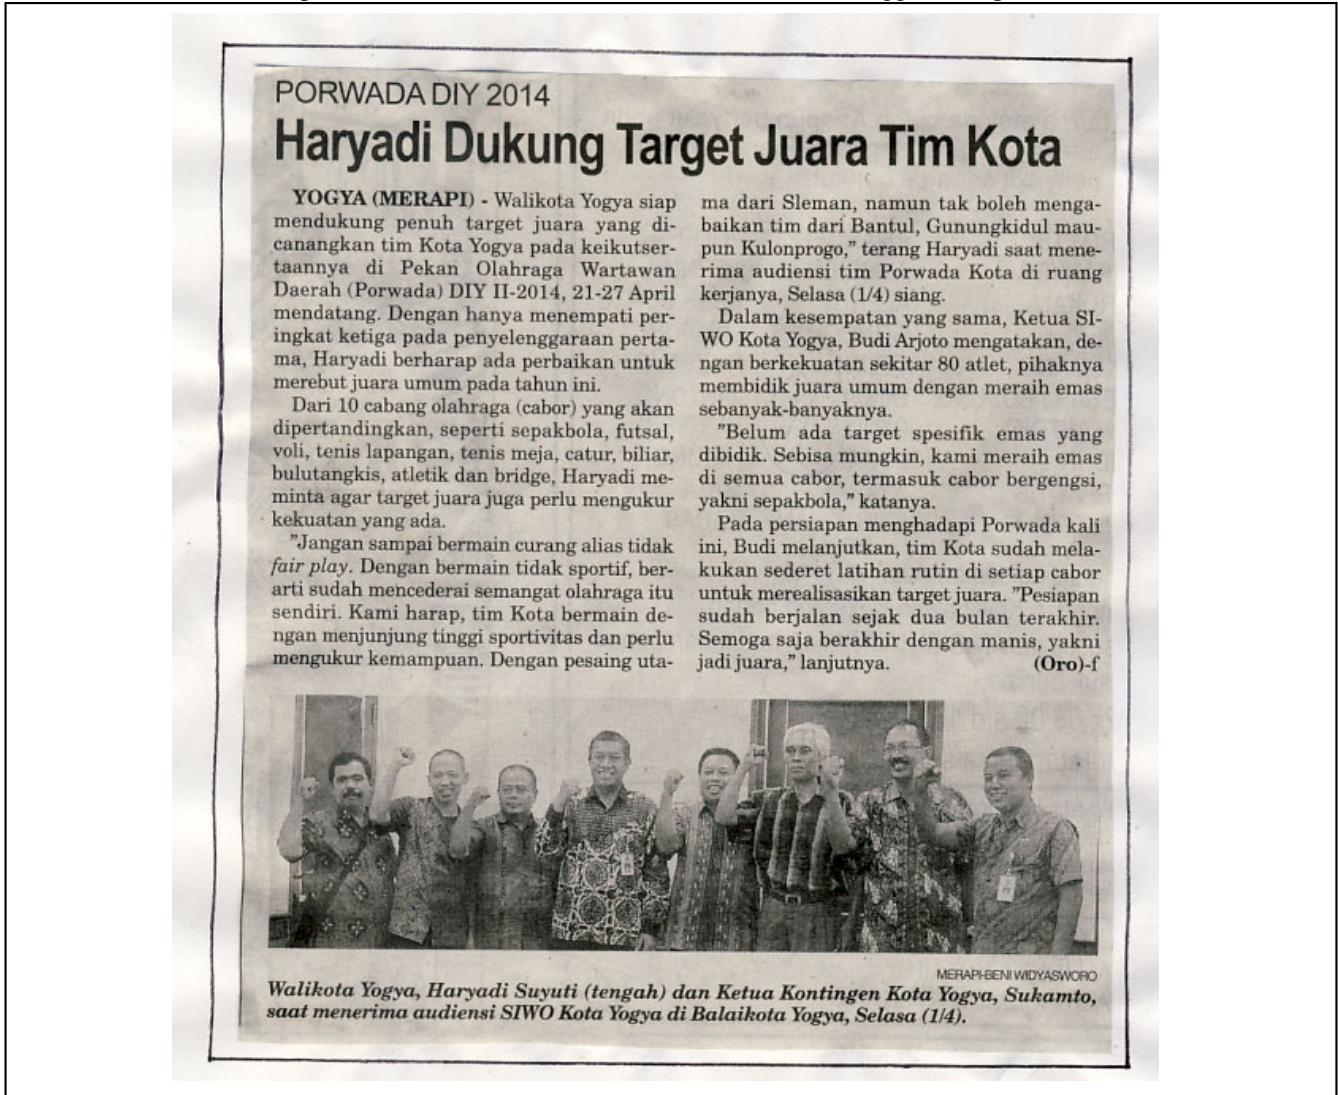 PORWADA DIY 2014
Haryadi Dukung Target Juara Tim Kota
YOGYA (MERAPI) - Walikota Yogya siap
mendukung penuh target juara yang di-
canangkan tim Kota Yogya pada keikutser-
taannya di Pekan Olahraga Wartawan
Daerah (Porwada) DIY II-2014, 21-27 April
mendatang. Dengan hanya menempati per-
ingkat ketiga pada penyelenggaraan perta-
ma, Haryadi berharap ada perbaikan untuk
merebut juara umum pada tahun ini.
Dari 10 cabang olahraga (cabor) yang akan
dipertandingkan, seperti sepakbola, futsal,
voli, tenis lapangan, tenis meja, catur, biliar,
bulutangkis, atletik dan bridge, Haryadi me-
minta agar target juara juga perlu mengukur
kekuatan yang ada.
"Jangan sampai bermain curang alias tidak
fair play. Dengan bermain tidak sportif, ber-
arti sudah mencederai semangat olahraga itu
sendiri. Kami harap, tim Kota bermain de-
ngan menjunjung tinggi sportivitas dan perlu
mengukur kemampuan. Dengan pesaing uta-
ma dari Sleman, namun tak boleh menga-
baikan tim dari Bantul, Gunungkidul mau-
pun Kulonprogo," terang Haryadi saat mene-
rima audiensi tim Porwada Kota di ruang
kerjanya, Selasa (1/4) siang.
Dalam kesempatan yang sama, Ketua SI-
WO Kota Yogya, Budi Arjoto mengatakan, de-
ngan berkekuatan sekitar 80 atlet, pihaknya
membidik juara umum dengan meraih emas
sebanyak-banyaknya.
"Belum ada target spesifik emas yang
dibidik. Sebisa mungkin, kami meraih emas
di semua cabor, termasuk cabor bergengsi,
yakni sepakbola," katanya.
Pada persiapan menghadapi Porwada kali
ini, Budi melanjutkan, tim Kota sudah mela-
kukan sederet latihan rutin di setiap cabor
untuk merealisasikan target juara. "Pesiapan
sudah berjalan sejak dua bulan terakhir.
Semoga saja berakhir dengan manis, yakni
jadi juara," lanjutnya. (Oro)-f
MERAPI-BENI WIDYASWORO
Walikota Yogya, Haryadi Suyuti (tengah) dan Ketua Kontingen Kota Yogya, Sukamto,
saat menerima audiensi SIWO Kota Yogya di Balaikota Yogya, Selasa (1/4).